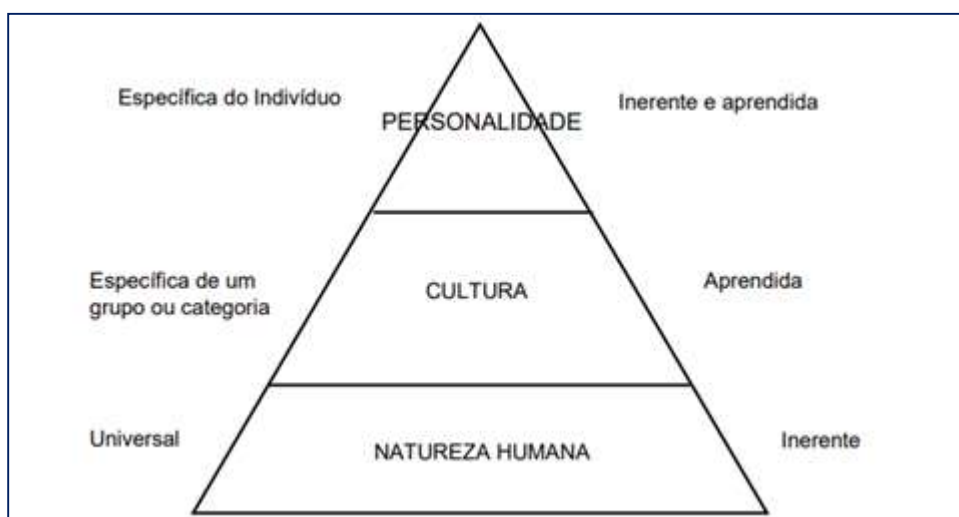 Específica do Indivíduo
PERSONALIDADE
Inerente e aprendida
Específica de um
grupo ou categoria
CULTURA
Aprendida
Universal
NATUREZA HUMANA
Inerente